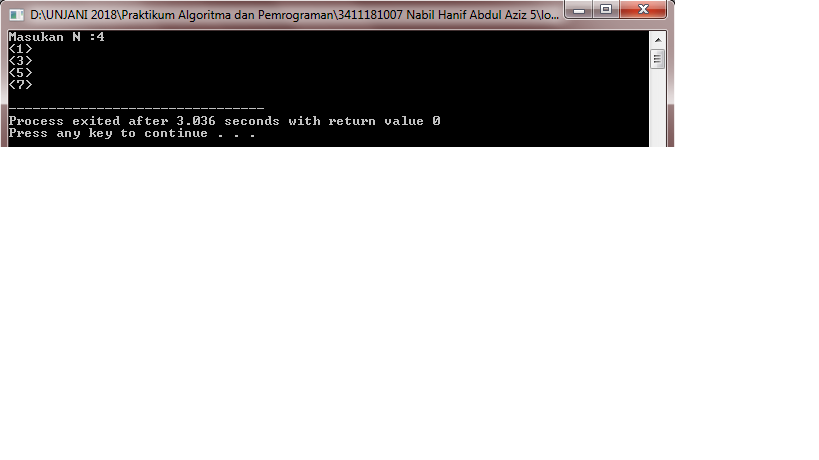 D:\UNJANI 2018\Praktikum Algoritma dan Pemrograman\3411181007 Nabil Hanif Abdul Aziz 5\lo...
Masukan N :4
<1>
<3>
<5>
<7>
--------------------------------
Process exited after 3.036 seconds with return value 0
Press any key to continue . . .